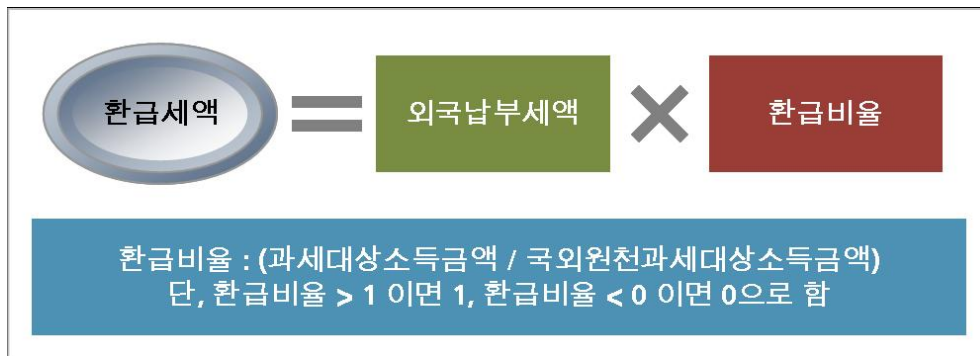 환급세액 = 외국납부세액 × 환급비율
환급비율 : (과세대상소득금액 / 국외원천과세대상소득금액)
단, 환급비율 > 1 이면 1, 환급비율 < 0 이면 0으로 함